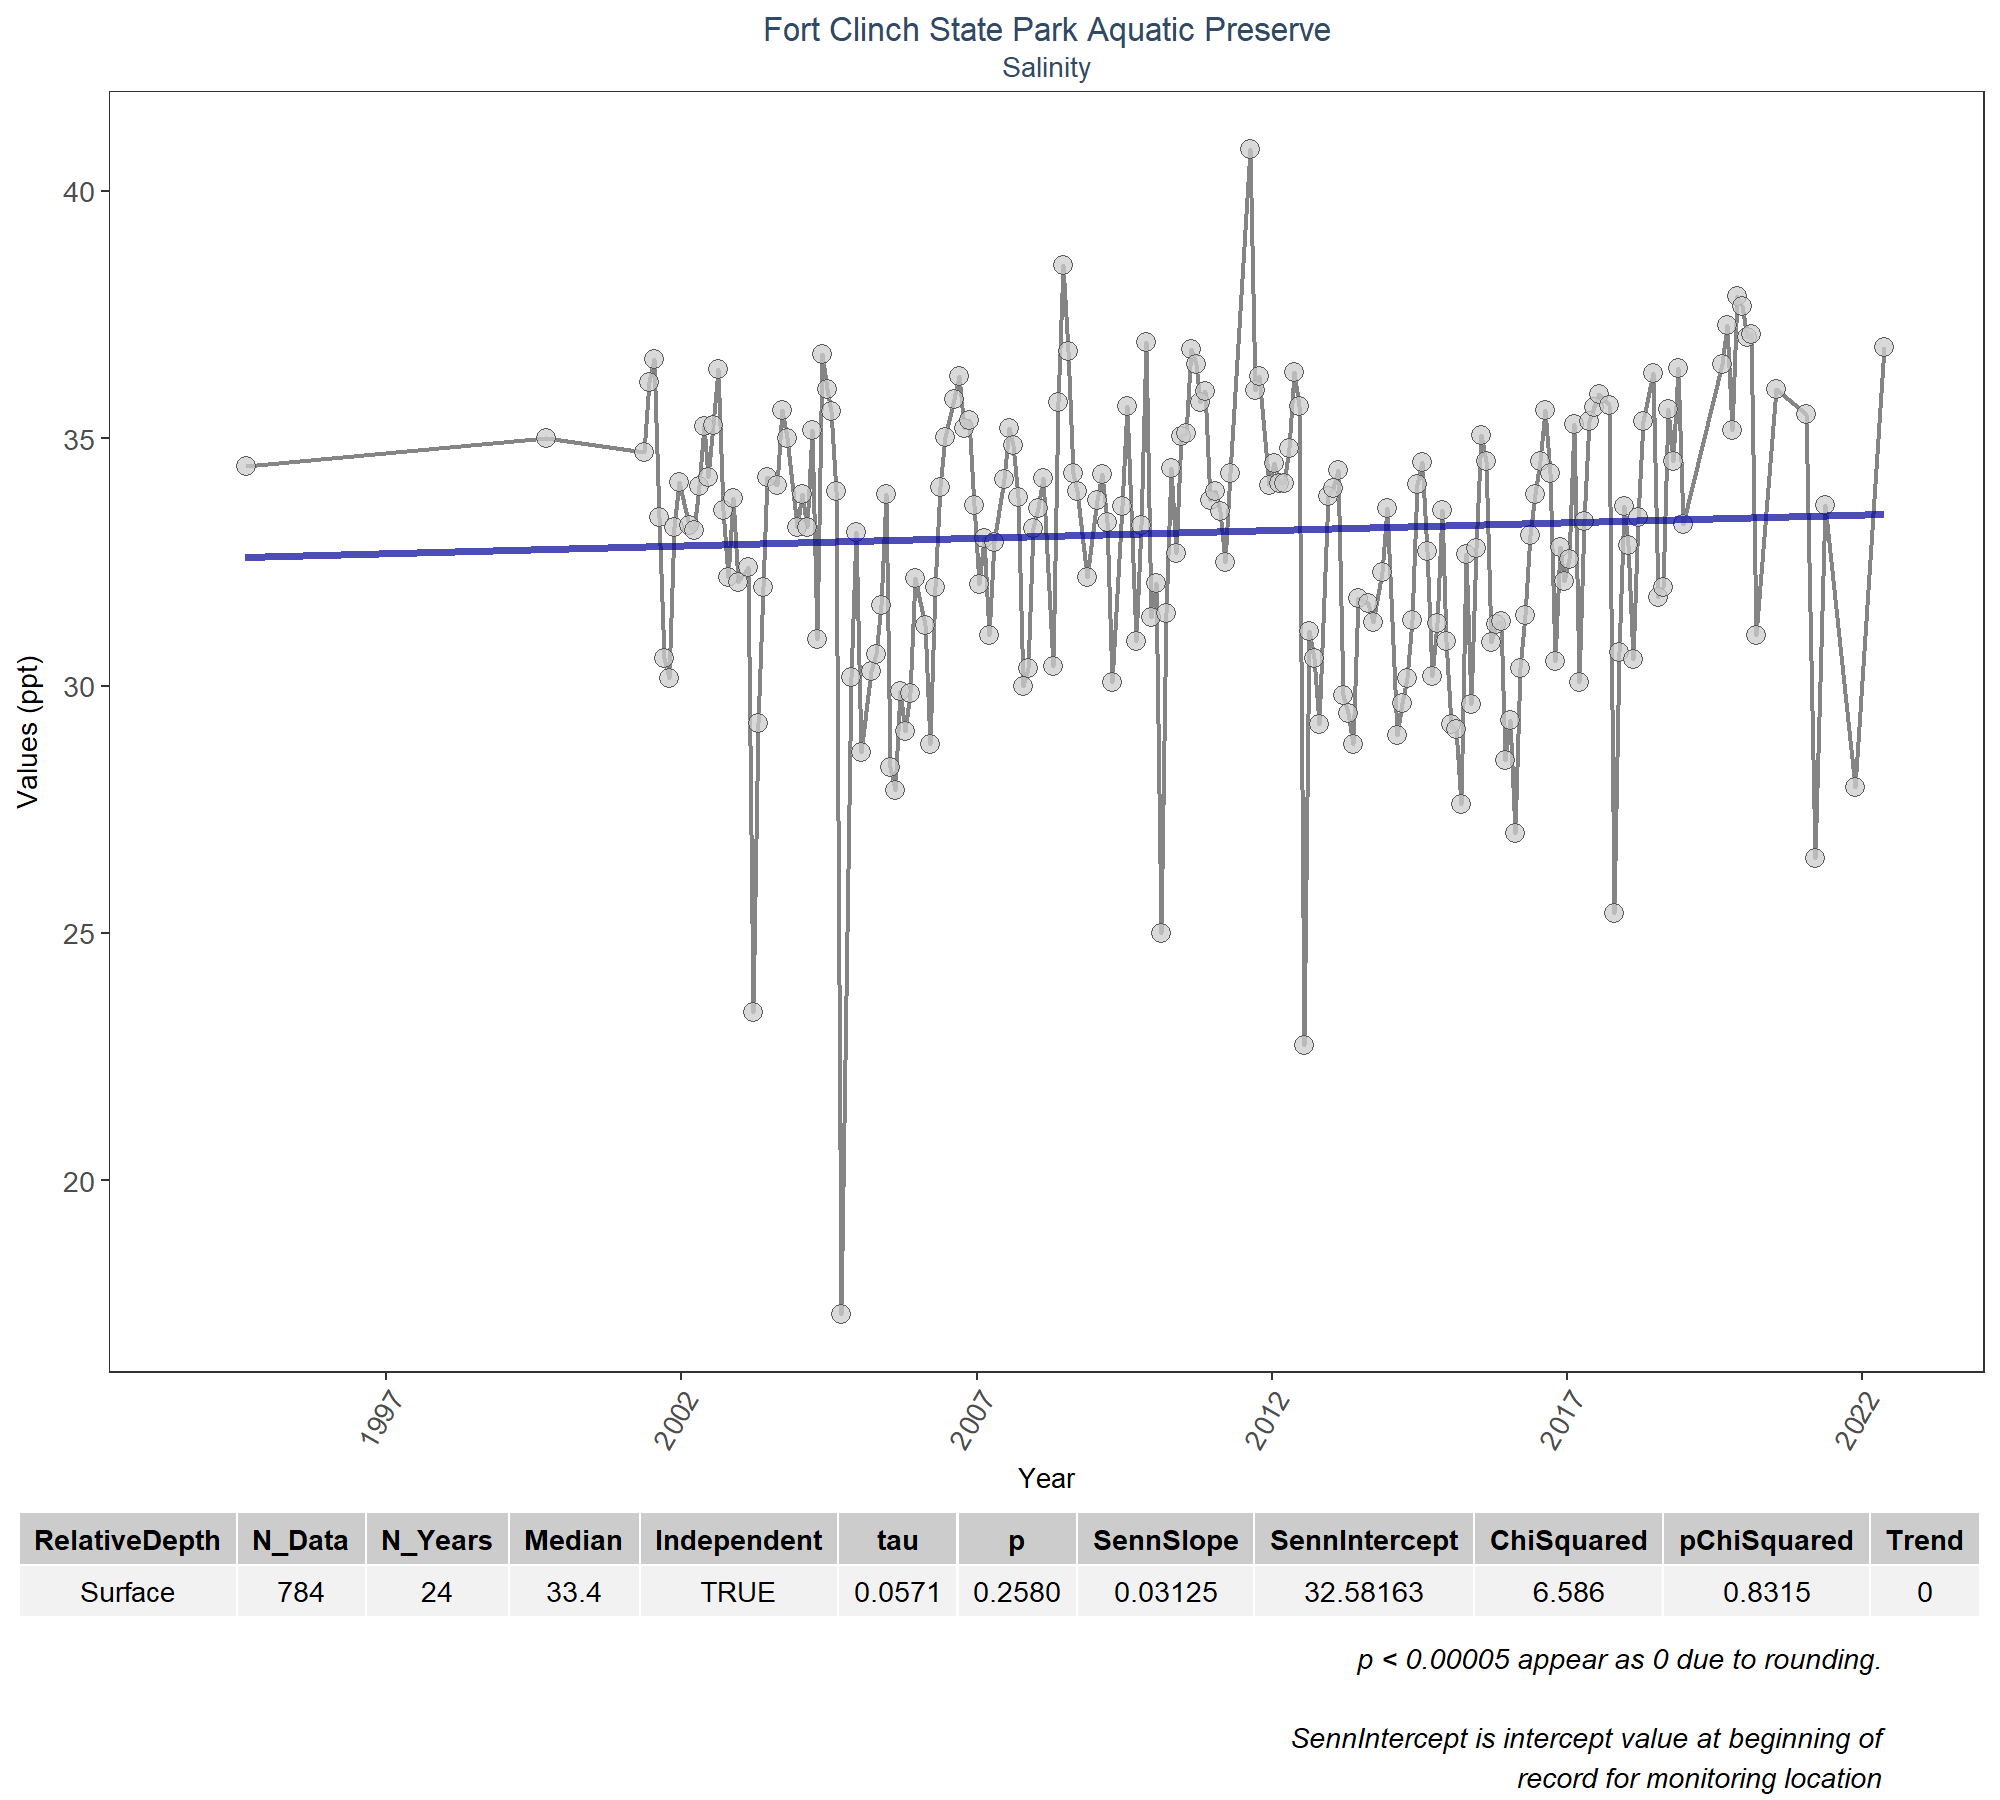 Fort Clinch State Park Aquatic Preserve
Salinity
Values (ppt)
40
35
30
25
20
1997 2002 2007 2012 2017 2022
Year
RelativeDepth N_Data N_Years Median Independent tau p SennSlope SennIntercept ChiSquared pChiSquared Trend
Surface 784 24 33.4 TRUE 0.0571 0.2580 0.03125 32.58163 6.586 0.8315 0
p < 0.00005 appear as 0 due to rounding.
SennIntercept is intercept value at beginning of
record for monitoring location